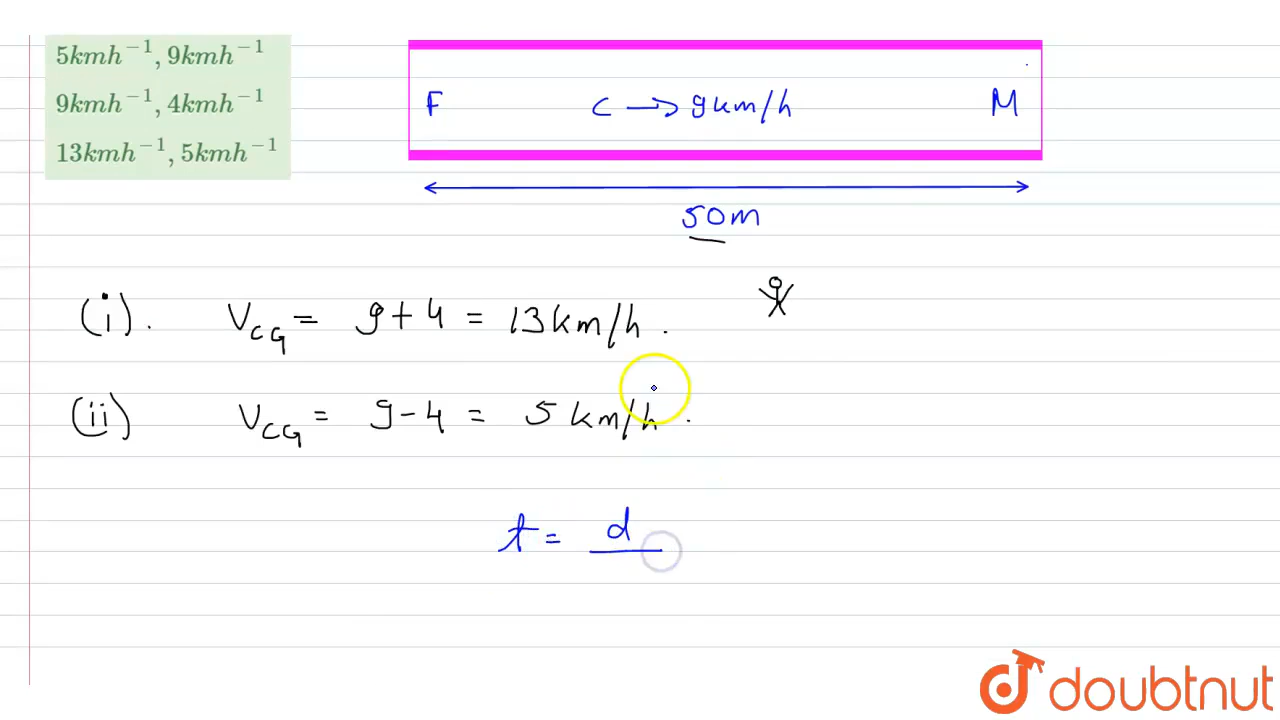 5kmh⁻¹, 9kmh⁻¹
9kmh⁻¹, 4kmh⁻¹
13kmh⁻¹, 5kmh⁻¹
F C → 9km/h M
50m
(i). V_CG = 9+4 = 13km/h.
(ii) V_CG = 9-4 = 5 km/h.
t = d
doubtnut